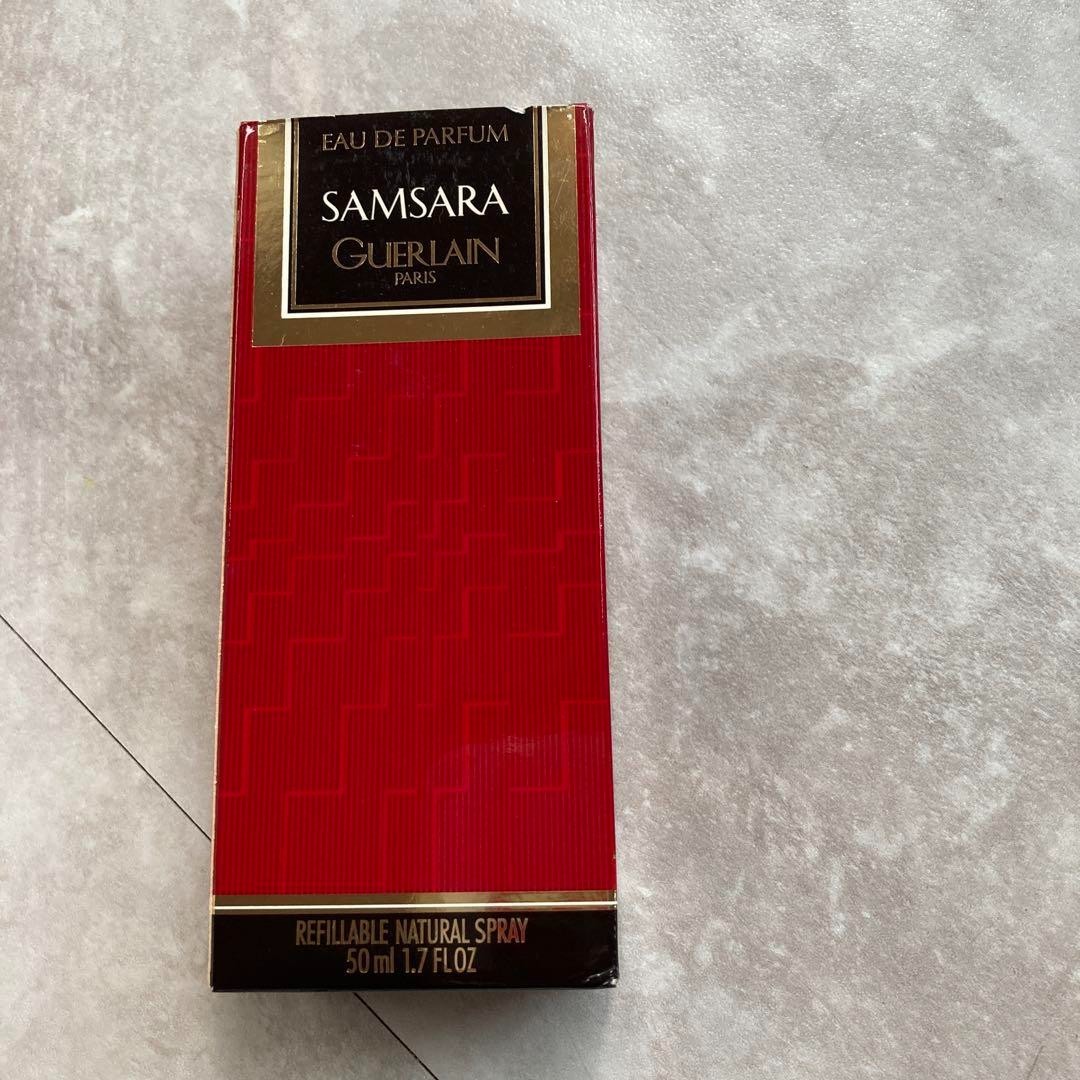 EAU DE PARFUM
SAMSARA
GUERLAIN
PARIS
REFILLABLE NATURAL SPRAY
50 ml 1.7 FL OZ